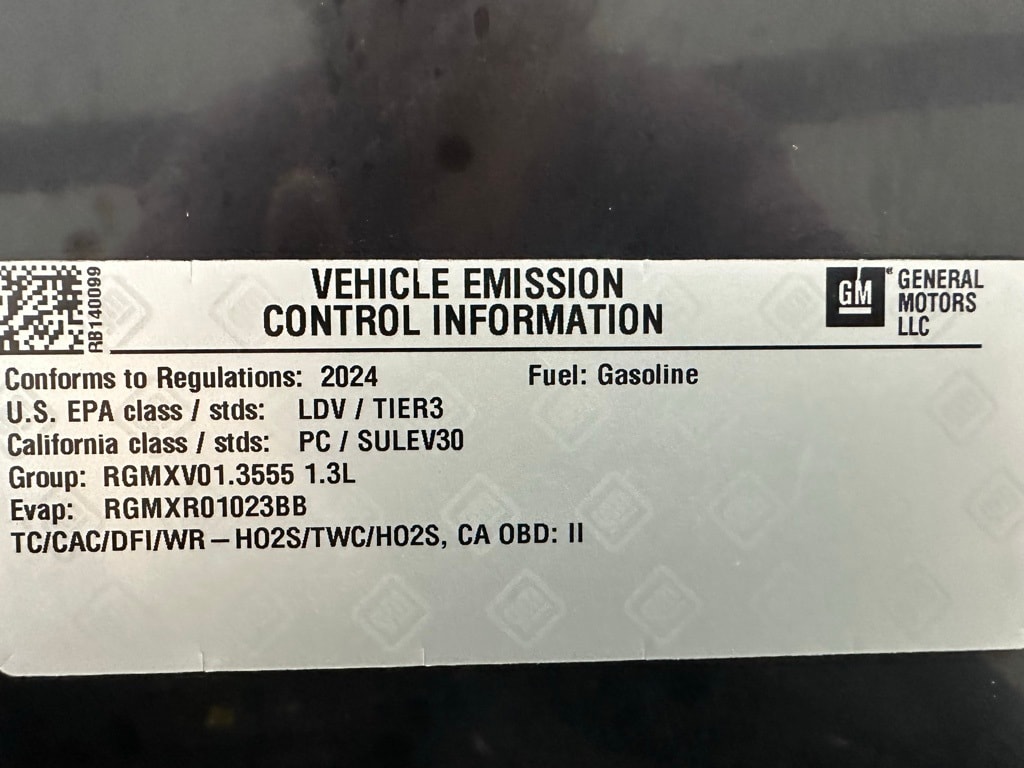 RB140099
VEHICLE EMISSION
CONTROL INFORMATION
GM
GENERAL
MOTORS
LLC
Conforms to Regulations: 2024 Fuel: Gasoline
U.S. EPA class / stds: LDV / TIER3
California class / stds: PC / SULEV30
Group: RGMXV01.3555 1.3L
Evap: RGMXR01023BB
TC/CAC/DFI/WR – HO2S/TWC/HO2S, CA OBD: II